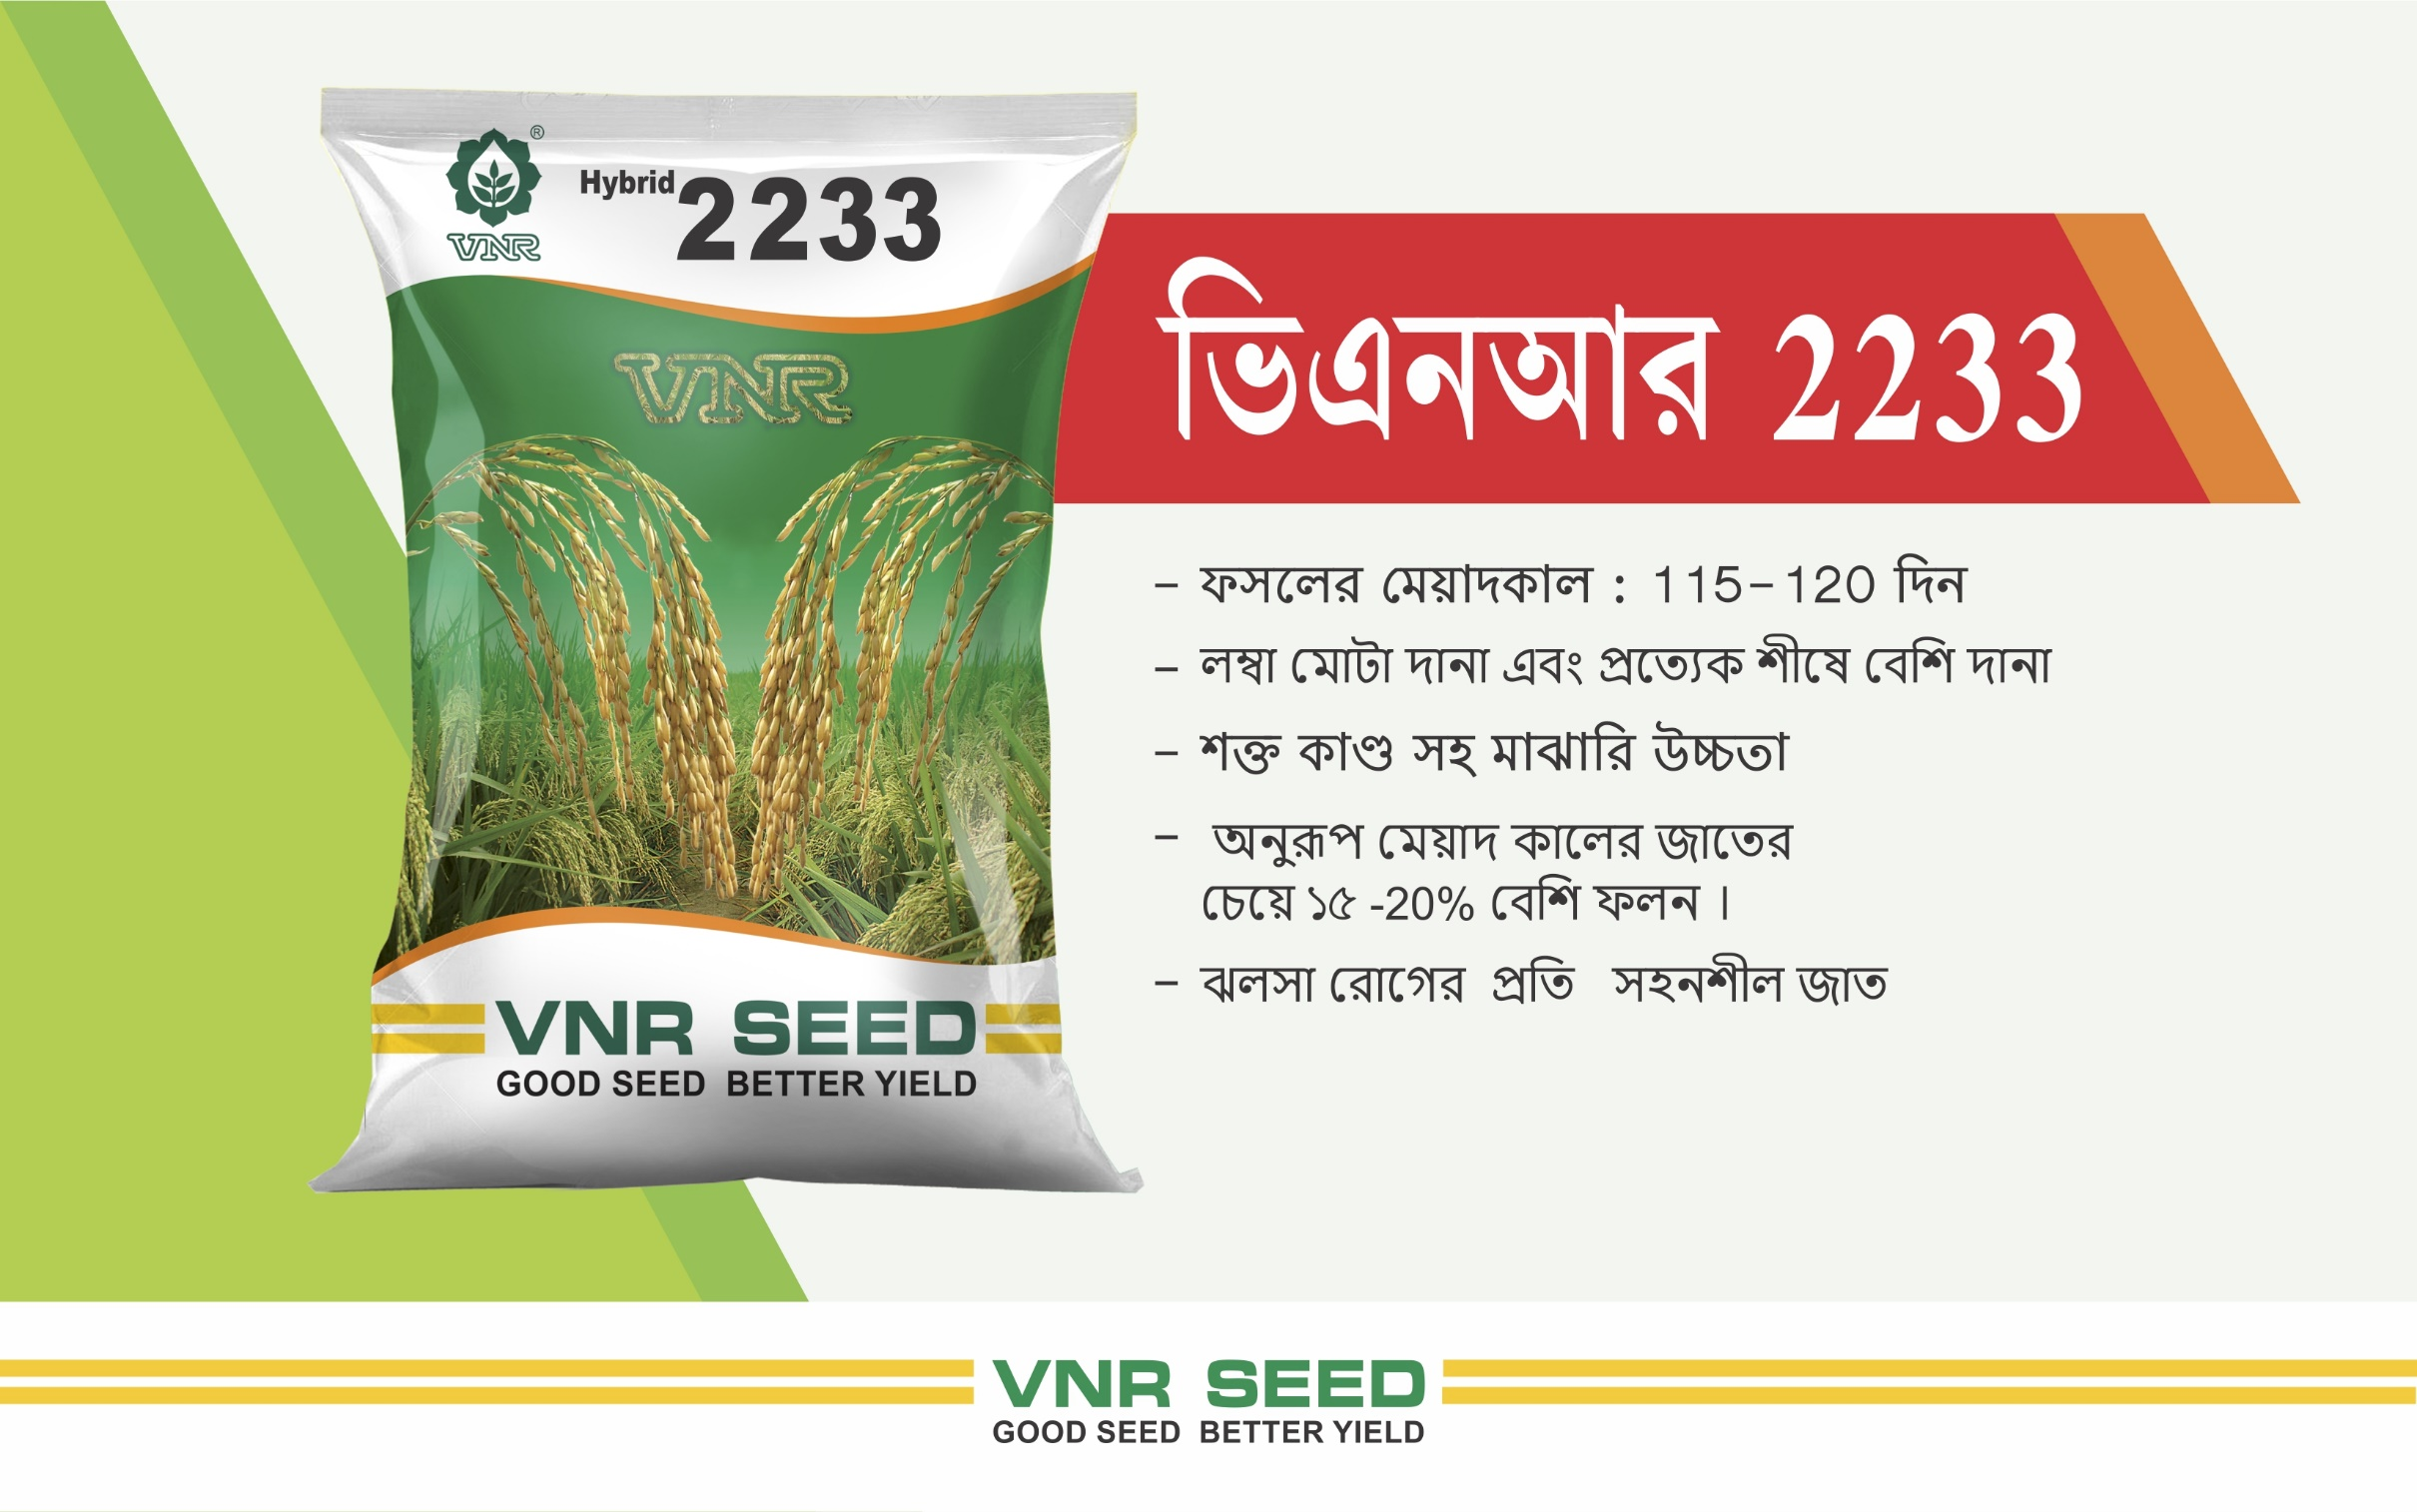 ®
VNR
Hybrid 2233
VNR
VNR SEED
GOOD SEED BETTER YIELD
ভিএনআর 2233
- ফসলের মেয়াদকাল : 115-120 দিন
- লম্বা মোটা দানা এবং প্রত্যেক শীষে বেশি দানা
- শক্ত কাণ্ড সহ মাঝারি উচ্চতা
- অনুরূপ মেয়াদ কালের জাতের
চেয়ে ১৫ -20% বেশি ফলন ।
- ঝলসা রোগের প্রতি সহনশীল জাত
VNR SEED
GOOD SEED BETTER YIELD